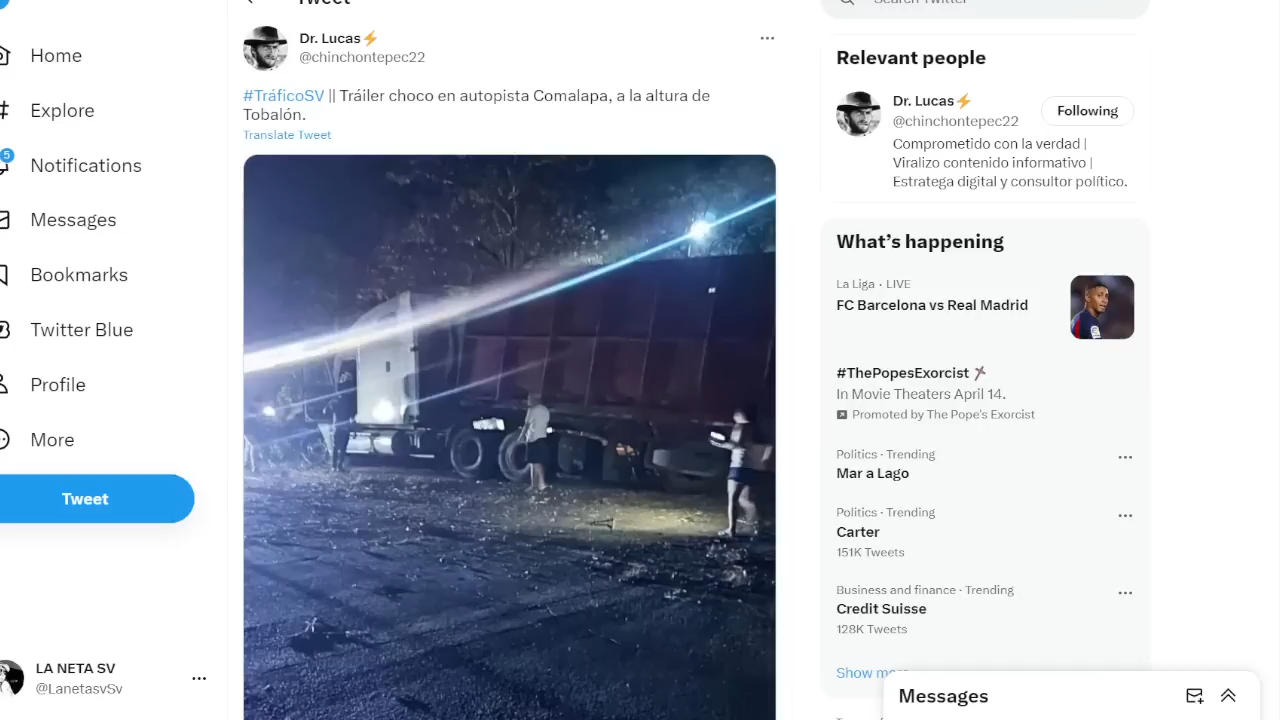 Tweet
Home
Explore
5
Notifications
Messages
Bookmarks
Twitter Blue
Profile
More
Tweet
LA NETA SV
@LanetasvSv
Dr. Lucas⚡
@chinchontepec22
#TráficoSV || Tráiler choco en autopista Comalapa, a la altura de
Tobalón.
Translate Tweet
Search Twitter
Relevant people
Dr. Lucas⚡
@chinchontepec22
Following
Comprometido con la verdad |
Viralizo contenido informativo |
Estratega digital y consultor político.
What's happening
La Liga · LIVE
FC Barcelona vs Real Madrid
#ThePopesExorcist
In Movie Theaters April 14.
Promoted by The Pope's Exorcist
Politics · Trending
Mar a Lago
Politics · Trending
Carter
151K Tweets
Business and finance · Trending
Credit Suisse
128K Tweets
Show more
Messages